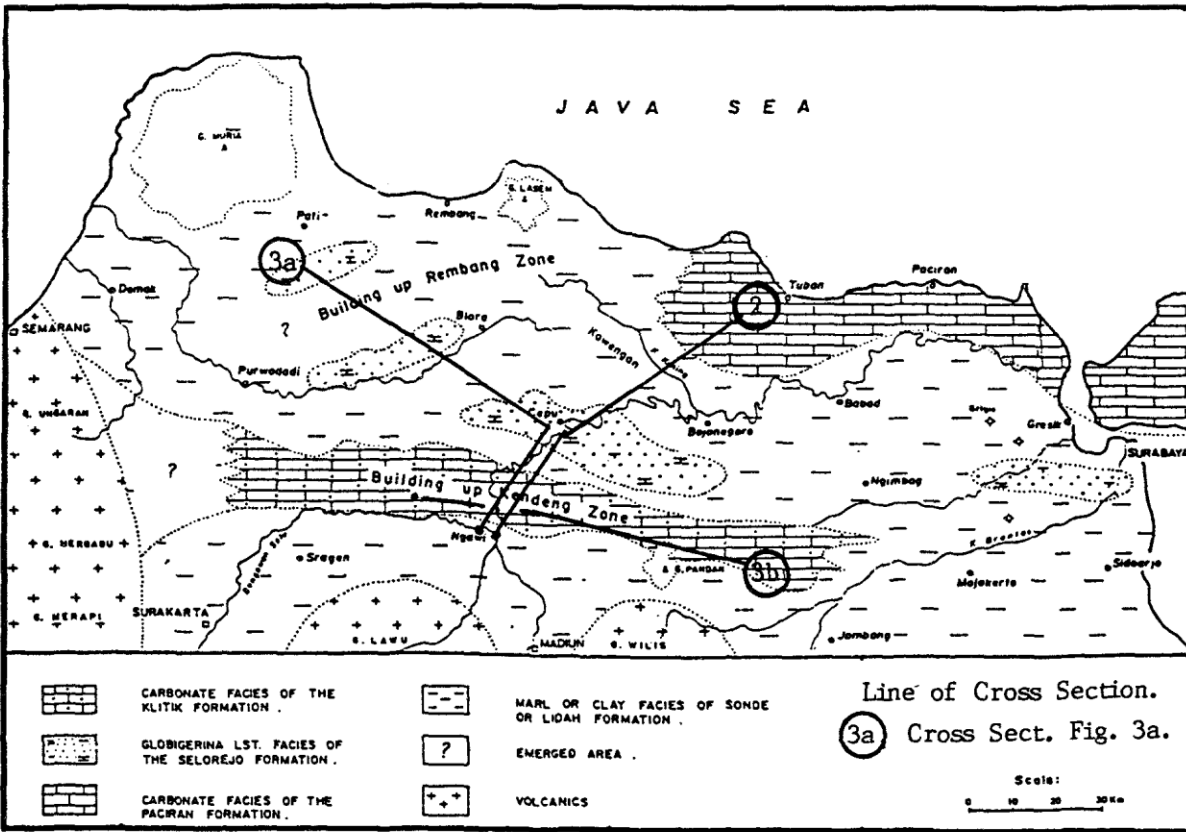 JAVA SEA
G. MURIA
G. LASEM
Pati
Rembang
3a
Building up Rembang Zone
Demak
2
Tuban
Paciran
SEMARANG
?
Blora
Kawengan
Purwodadi
G. UNGARAN
Cepu
Babad
Bojonegoro
Gresik
SURABAYA
?
Building up Kendeng Zone
Ngimbag
G. MERBABU
Ngawi
Sragen
G. PANDAN
3b
K. Brantas
Mojokerto
Sidoarjo
G. MERAPI
SURAKARTA
G. LAWU
MADIUN
G. WILIS
Jombang
CARBONATE FACIES OF THE
KLITIK FORMATION .
GLOBIGERINA LST. FACIES OF
THE SELOREJO FORMATION .
CARBONATE FACIES OF THE
PACIRAN FORMATION .
MARL OR CLAY FACIES OF SONDE
OR LIDAH FORMATION .
? EMERGED AREA .
VOLCANICS
Line of Cross Section.
3a Cross Sect. Fig. 3a.
Scale:
0 10 20 30 Km